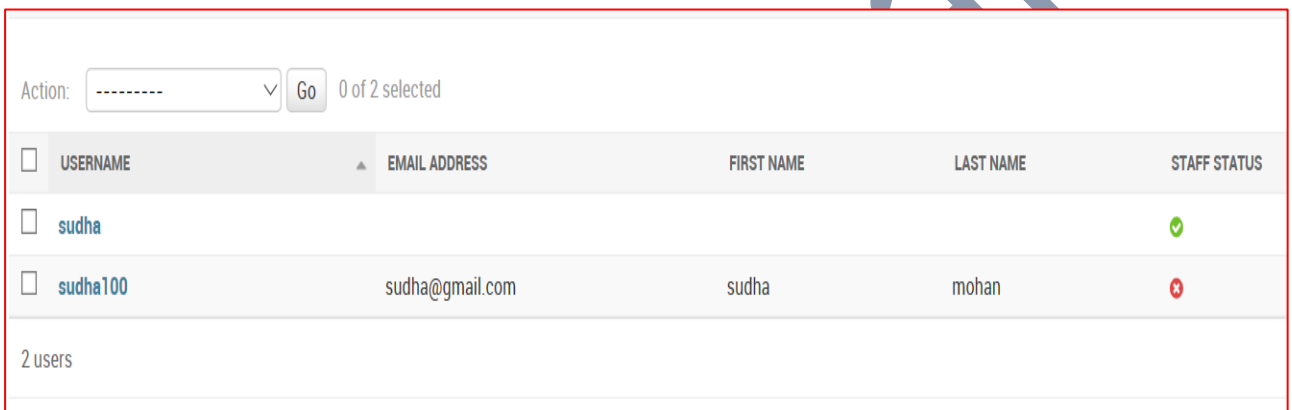 Action: --------- Go 0 of 2 selected
USERNAME EMAIL ADDRESS FIRST NAME LAST NAME STAFF STATUS
sudha
sudha100 sudha@gmail.com sudha mohan
2 users